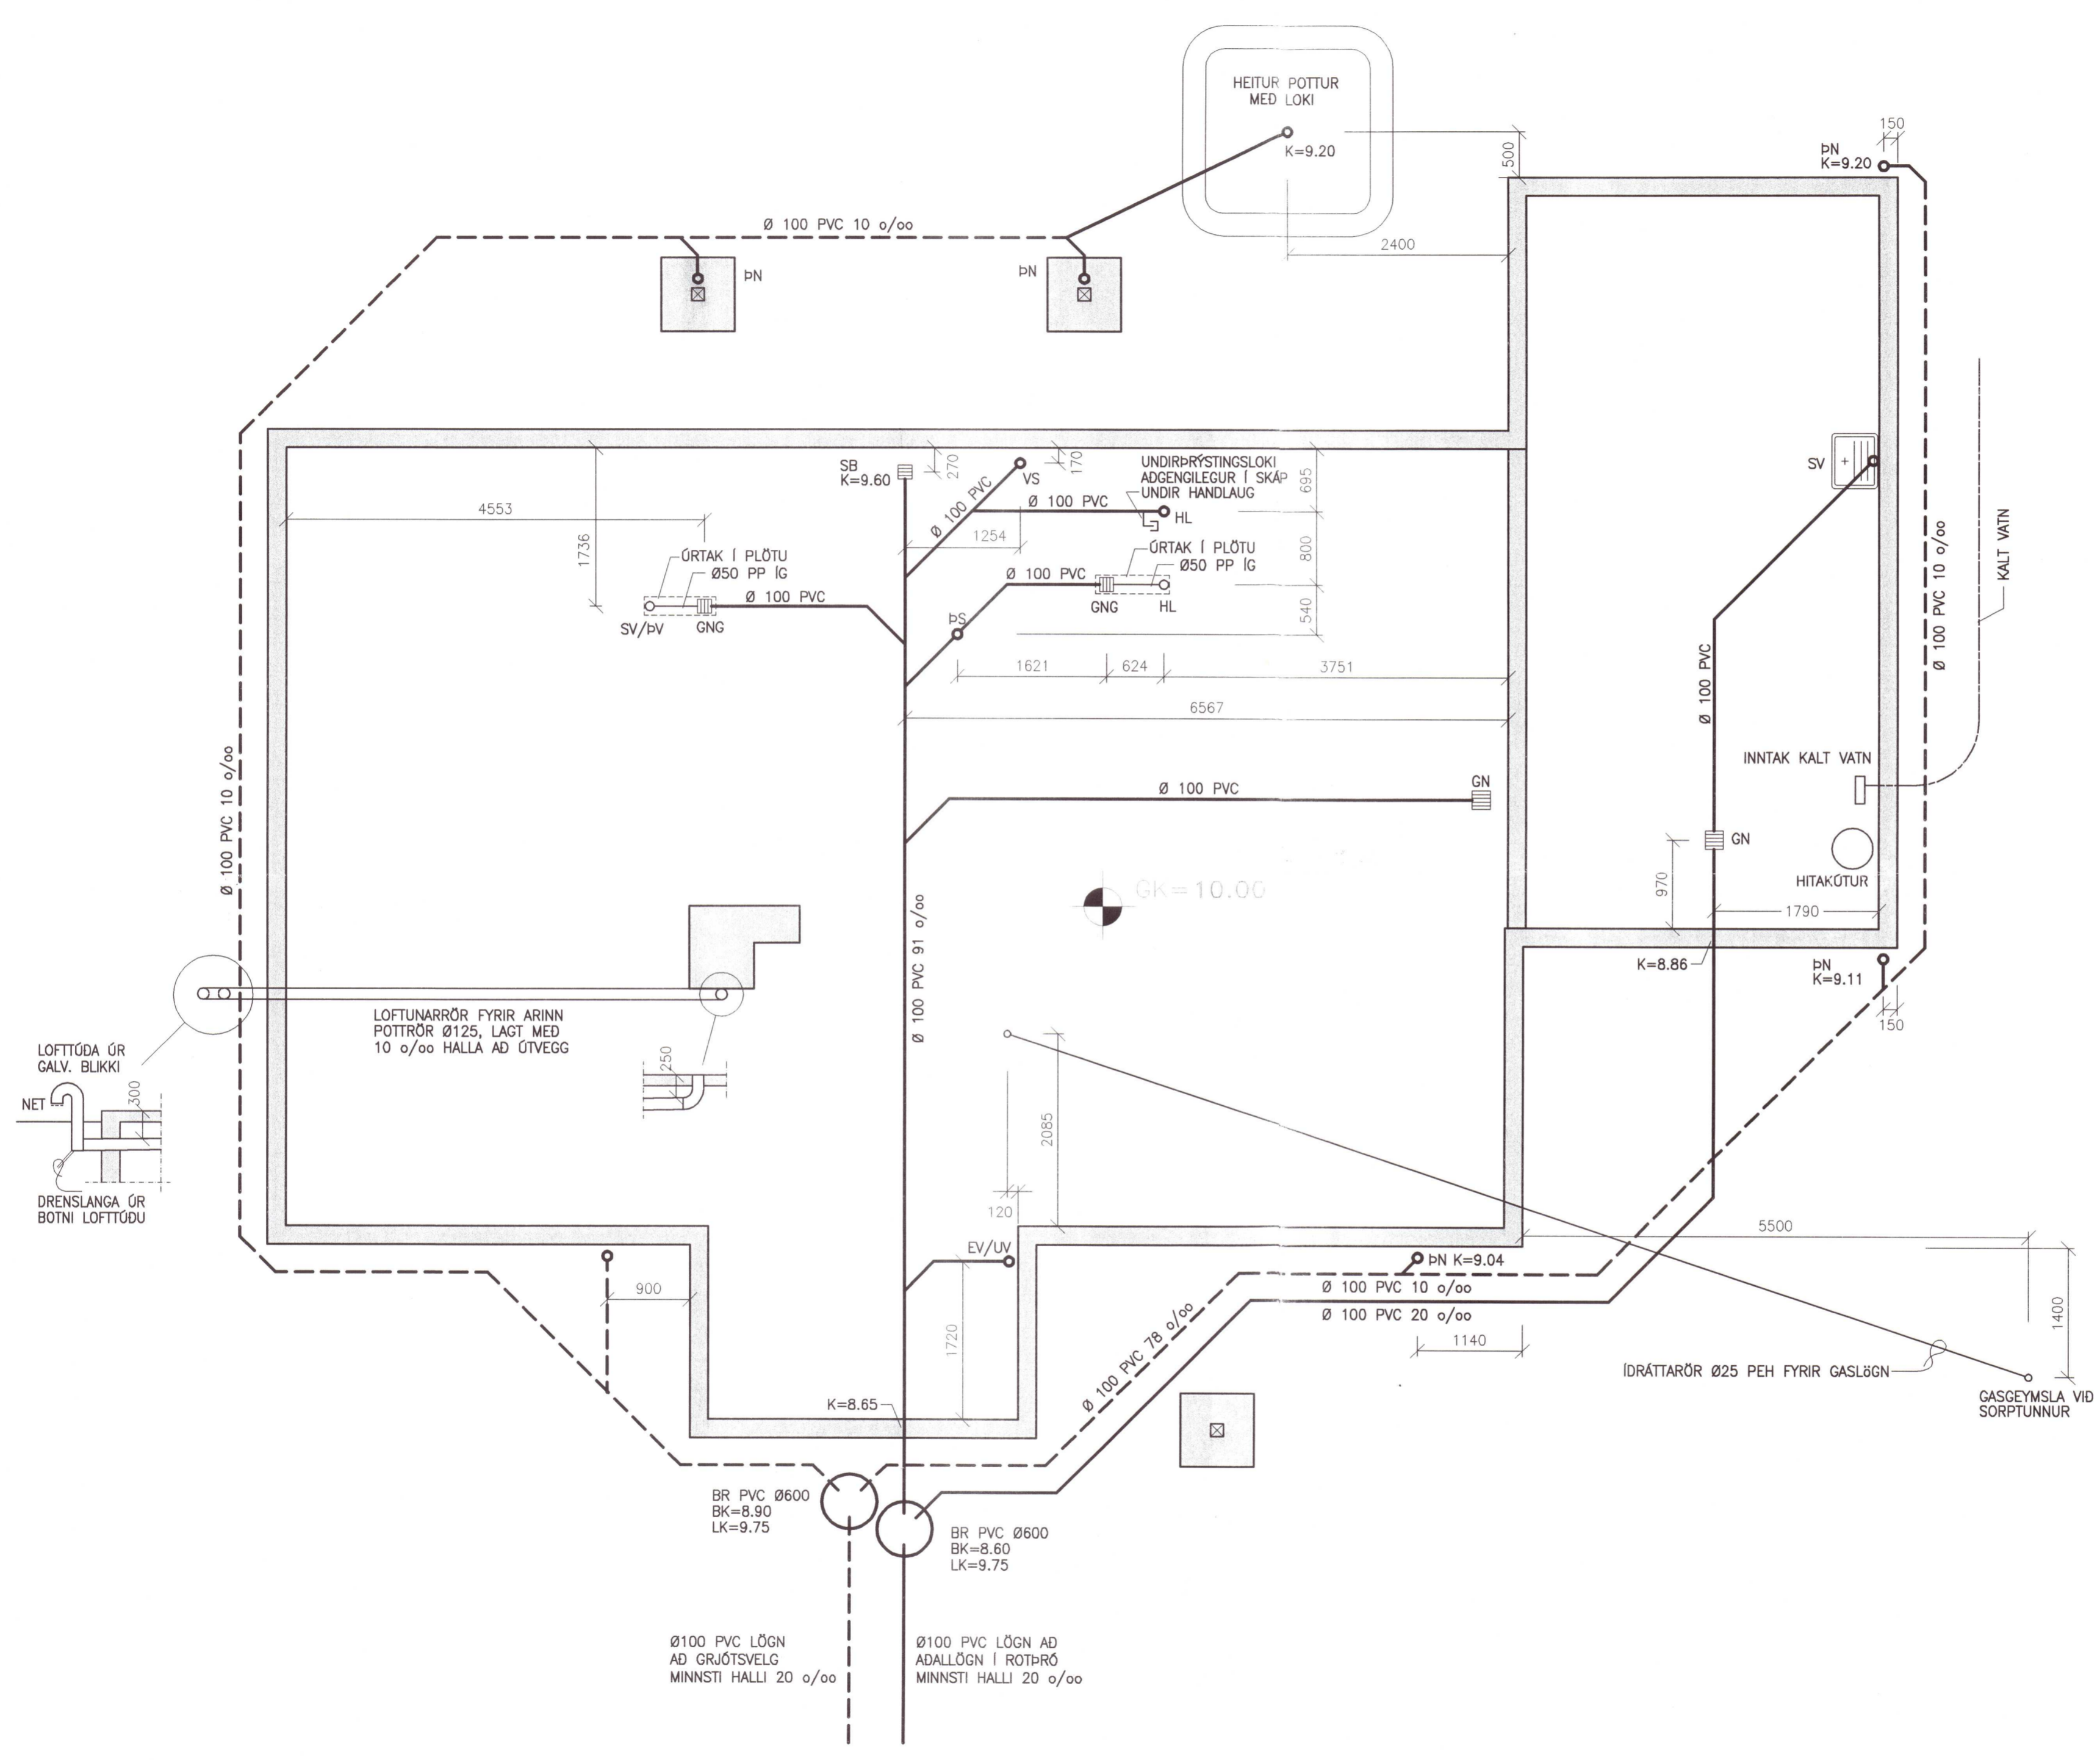 HEITUR POTTUR
MEÐ LOKI
K=9.20
500
150
ÞN
K=9.20
2400
Ø 100 PVC 10 o/oo
ÞN
ÞN
SB
K=9.60
270
VS
170
UNDIRÞRÝSTINGSLOKI
AÐGENGILEGUR Í SKÁP
UNDIR HANDLAUG
695
SV
4553
1736
Ø 100 PVC
Ø 100 PVC
HL
1254
800
KALT VATN
Ø 100 PVC 10 o/oo
ÚRTAK Í PLÖTU
Ø50 PP ÍG
Ø 100 PVC
SV/ÞV
GNG
ÚRTAK Í PLÖTU
Ø50 PP ÍG
Ø 100 PVC
GNG
HL
540
ÞS
1621
624
3751
6567
Ø 100 PVC
Ø 100 PVC
GN
INNTAK KALT VATN
GN
HITAKÚTUR
970
1790
Ø 100 PVC 10 o/oo
GK=10.00
Ø 100 PVC 91 o/oo
K=8.86
ÞN
K=9.11
150
LOFTUNARRÖR FYRIR ARINN
POTTRÖR Ø125, LAGT MEÐ
10 o/oo HALLA AÐ ÚTVEGG
LOFTTÚÐA ÚR
GALV. BLIKKI
NET
300
250
DRENSLANGA ÚR
BOTNI LOFTTÚÐU
2085
120
EV/UV
5500
ÞN K=9.04
900
Ø 100 PVC 10 o/oo
Ø 100 PVC 20 o/oo
1400
1720
Ø 100 PVC 78 o/oo
1140
ÍDRÁTTARÖR Ø25 PEH FYRIR GASLÖGN
GASGEYMSLA VIÐ
SORPTUNNUR
K=8.65
BR PVC Ø600
BK=8.90
LK=9.75
BR PVC Ø600
BK=8.60
LK=9.75
Ø100 PVC LÖGN
AÐ GRJÓTSVELG
MINNSTI HALLI 20 o/oo
Ø100 PVC LÖGN AÐ
AÐALLÖGN Í ROTÞRÓ
MINNSTI HALLI 20 o/oo